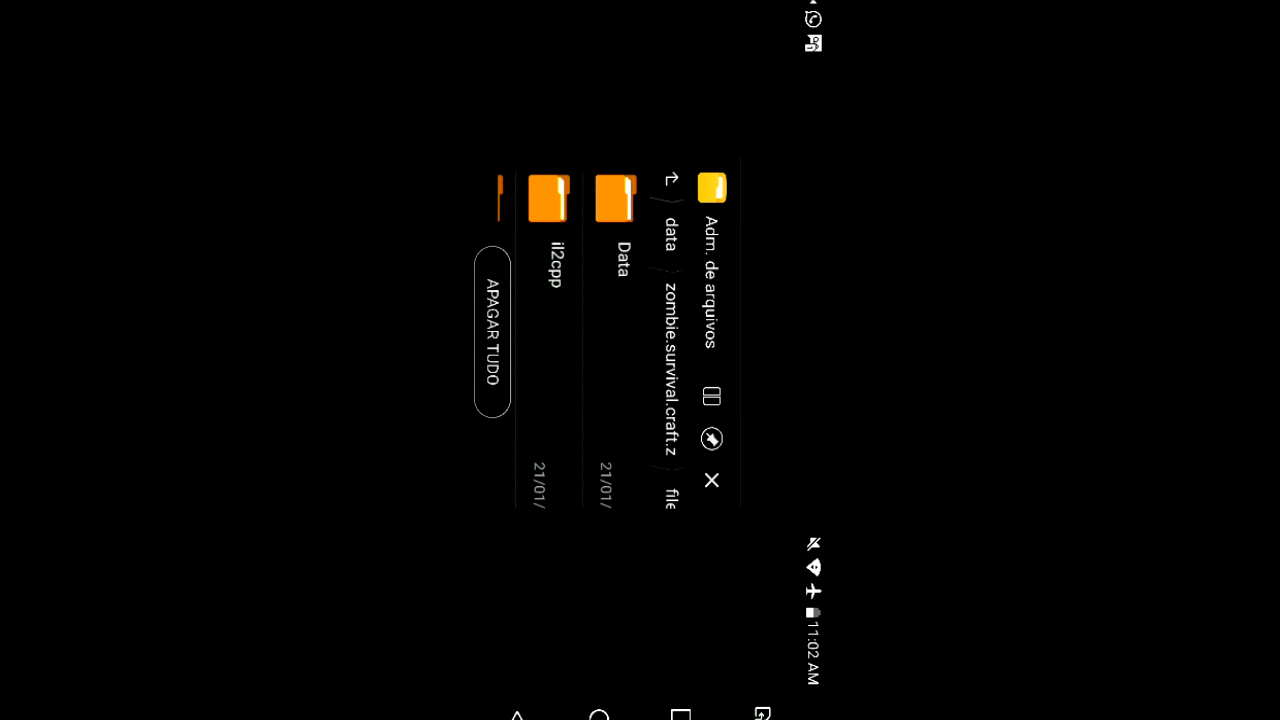 11:02 AM
Adm. de arquivos
data zombie.survival.craft.z file
Data
21/01/
il2cpp
21/01/
APAGAR TUDO